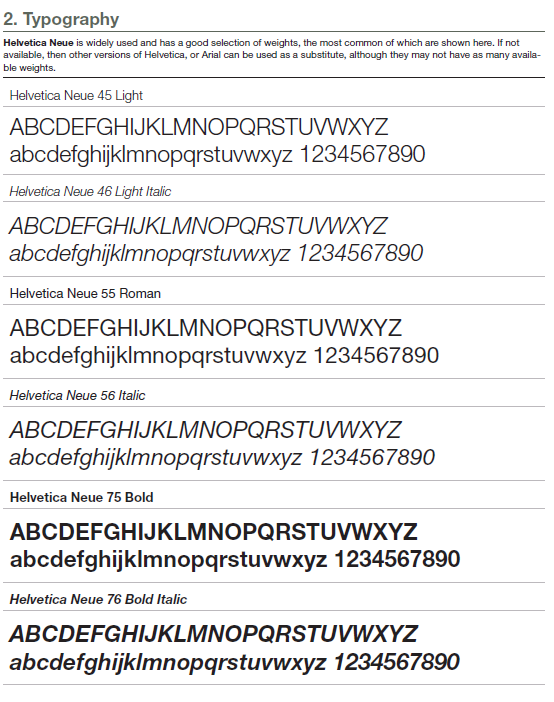 2. Typography
Helvetica Neue is widely used and has a good selection of weights, the most common of which are shown here. If not
available, then other versions of Helvetica, or Arial can be used as a substitute, although they may not have as many availa-
ble weights.
Helvetica Neue 45 Light
ABCDEFGHIJKLMNOPQRSTUVWXYZ
abcdefghijklmnopqrstuvwxyz 1234567890
Helvetica Neue 46 Light Italic
ABCDEFGHIJKLMNOPQRSTUVWXYZ
abcdefghijklmnopqrstuvwxyz 1234567890
Helvetica Neue 55 Roman
ABCDEFGHIJKLMNOPQRSTUVWXYZ
abcdefghijklmnopqrstuvwxyz 1234567890
Helvetica Neue 56 Italic
ABCDEFGHIJKLMNOPQRSTUVWXYZ
abcdefghijklmnopqrstuvwxyz 1234567890
Helvetica Neue 75 Bold
ABCDEFGHIJKLMNOPQRSTUVWXYZ
abcdefghijklmnopqrstuvwxyz 1234567890
Helvetica Neue 76 Bold Italic
ABCDEFGHIJKLMNOPQRSTUVWXYZ
abcdefghijklmnopqrstuvwxyz 1234567890